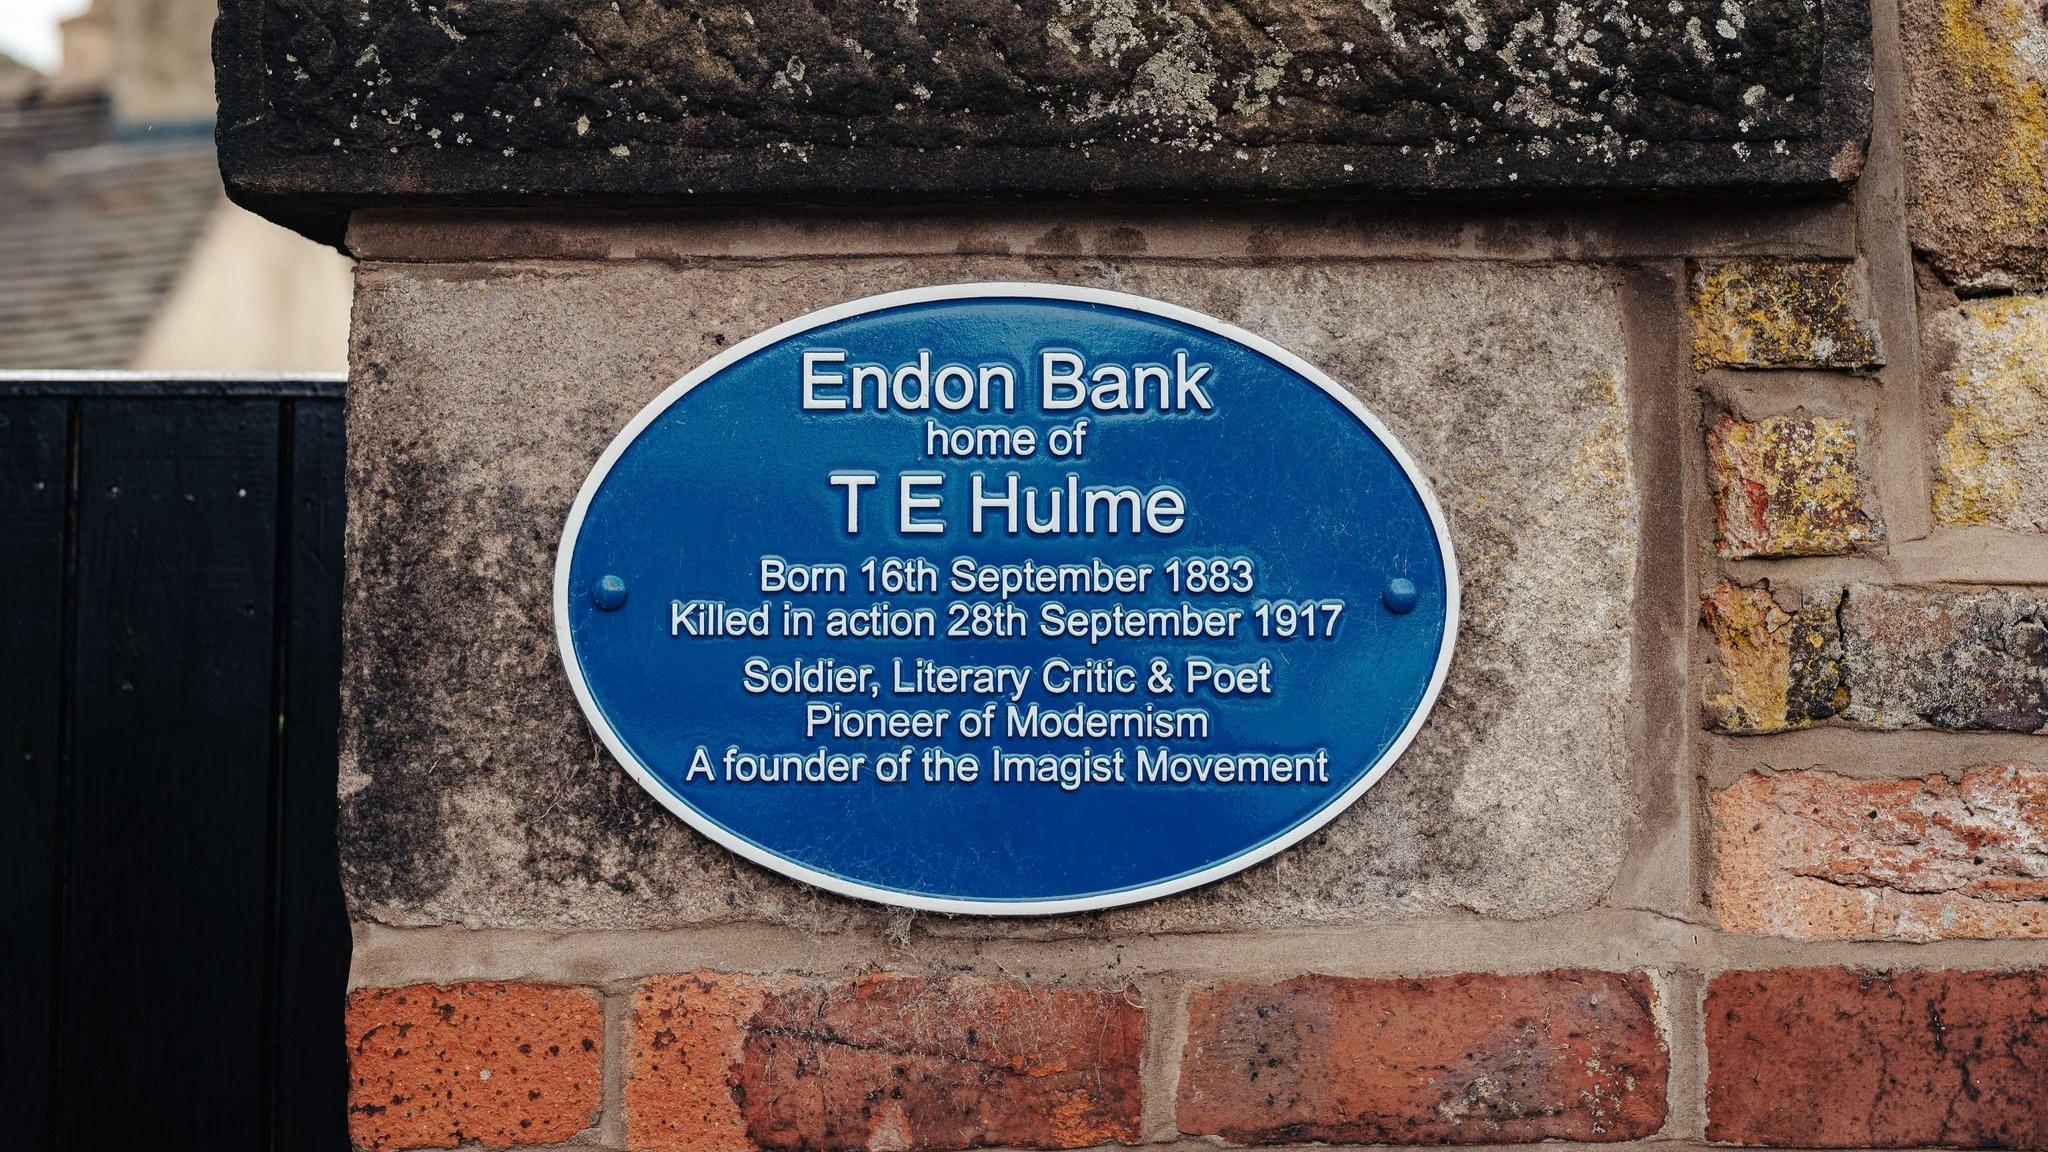 Endon Bank
home of
T E Hulme
Born 16th September 1883
Killed in action 28th September 1917
Soldier, Literary Critic & Poet
Pioneer of Modernism
A founder of the Imagist Movement